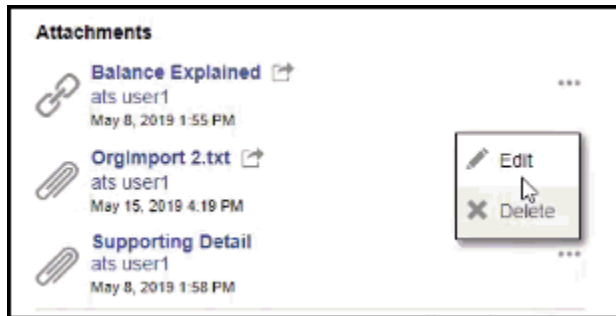 Attachments
Balance Explained
ats user1
May 8, 2019 1:55 PM
OrgImport 2.txt
ats user1
May 15, 2019 4:19 PM
Edit
Delete
Supporting Detail
ats user1
May 8, 2019 1:58 PM